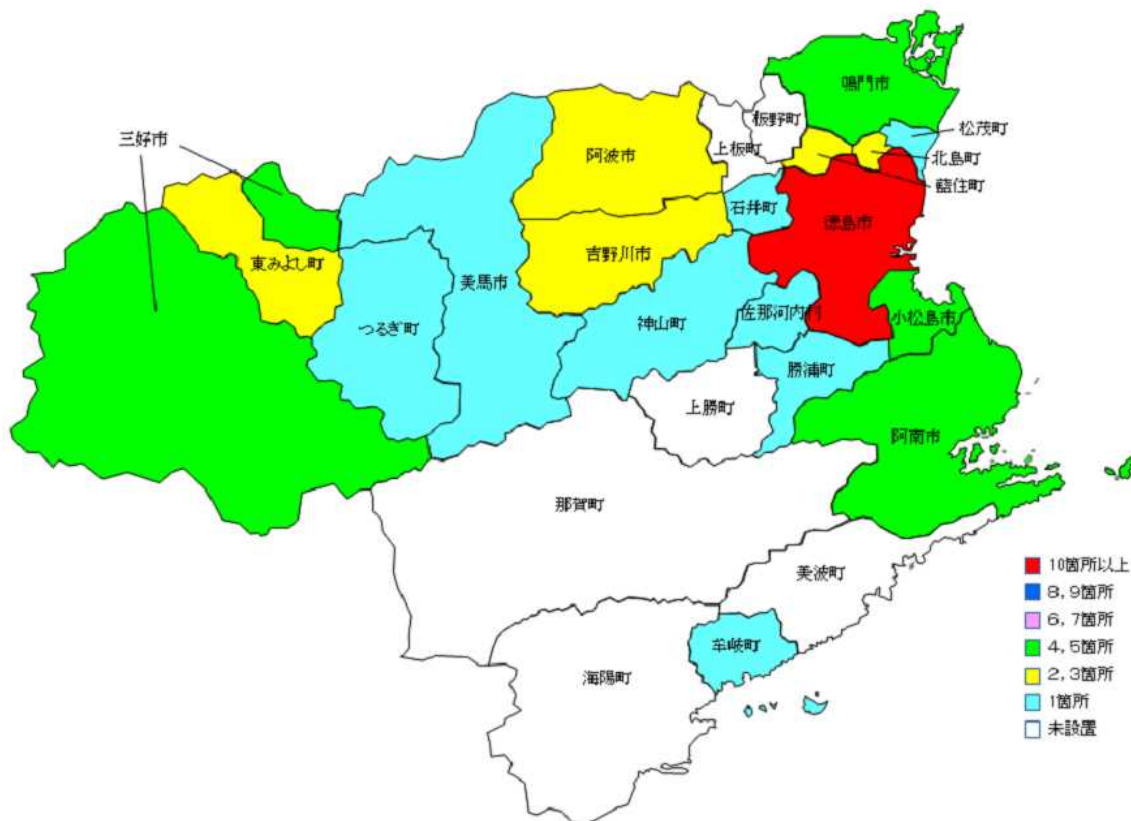 鳴門市
板野町
松茂町
三好市
上板町
阿波市
北島町
藍住町
石井町
徳島市
吉野川市
東みよし町
美馬市
佐那河内村
小松島市
神山町
つるぎ町
勝浦町
上勝町
阿南市
那賀町
美波町
牟岐町
海陽町
10箇所以上
8,9箇所
6,7箇所
4,5箇所
2,3箇所
1箇所
未設置